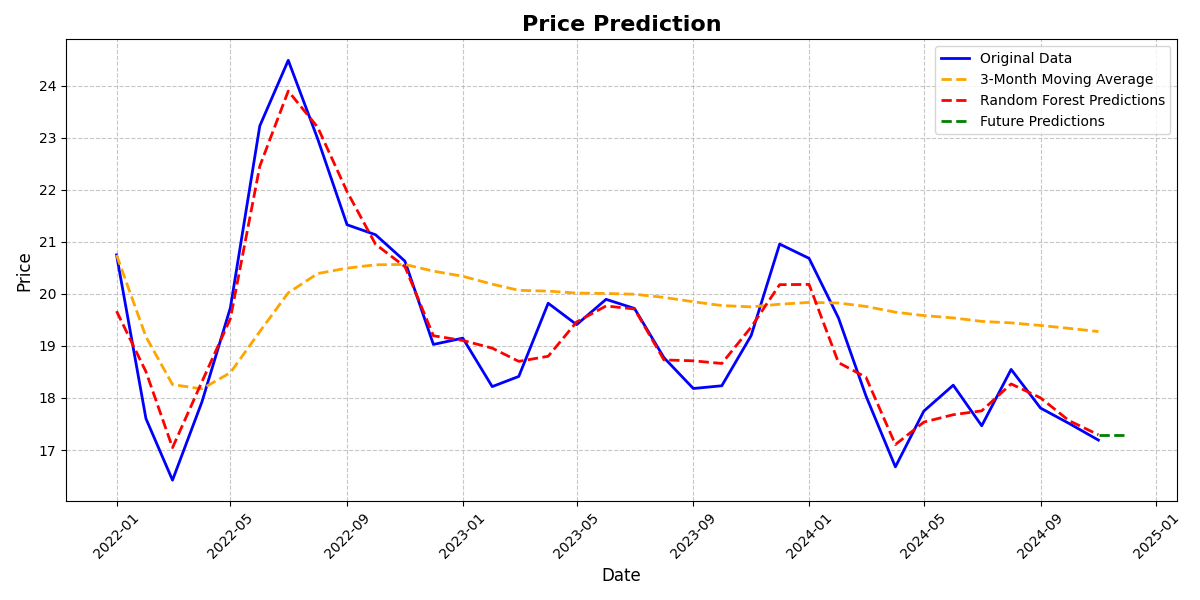 Price Prediction
Original Data
3-Month Moving Average
Random Forest Predictions
Future Predictions
Price
24
23
22
21
20
19
18
17
2022-01
2022-05
2022-09
2023-01
2023-05
2023-09
2024-01
2024-05
2024-09
2025-01
Date